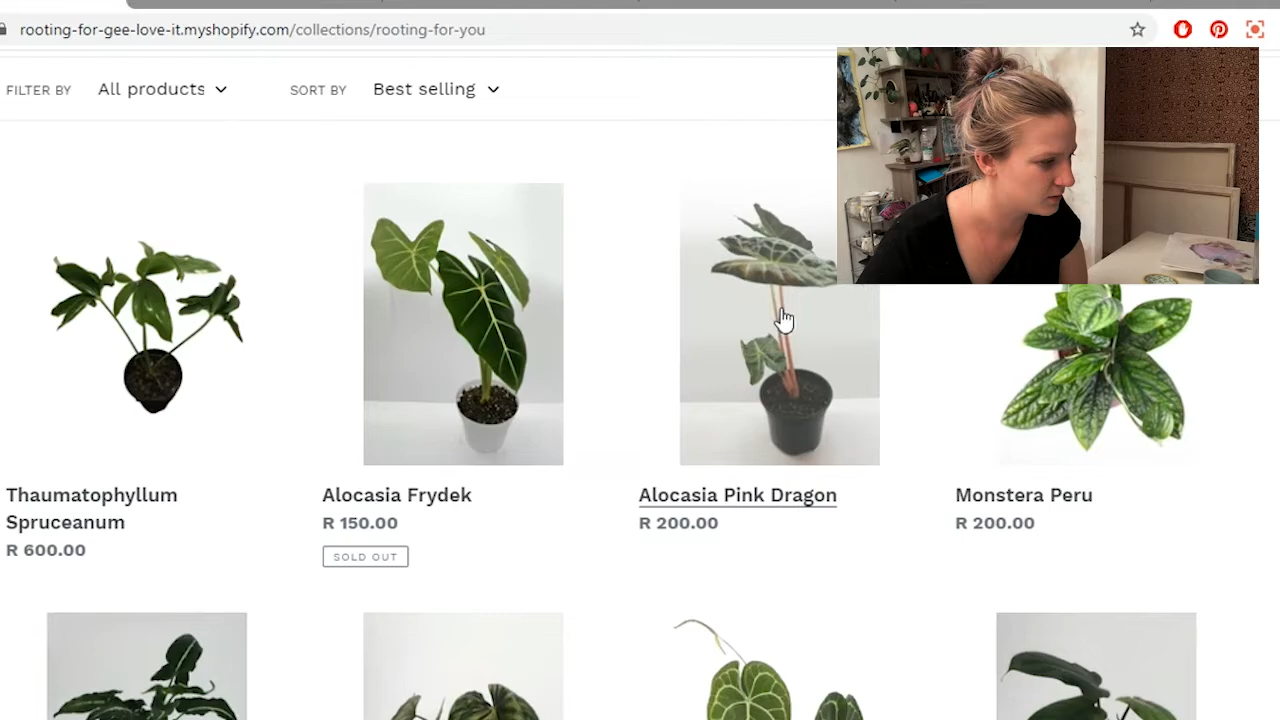 rooting-for-gee-love-it.myshopify.com/collections/rooting-for-you
FILTER BY All products SORT BY Best selling
Thaumatophyllum
Spruceanum
R 600.00
Alocasia Frydek
R 150.00
SOLD OUT
Alocasia Pink Dragon
R 200.00
Monstera Peru
R 200.00